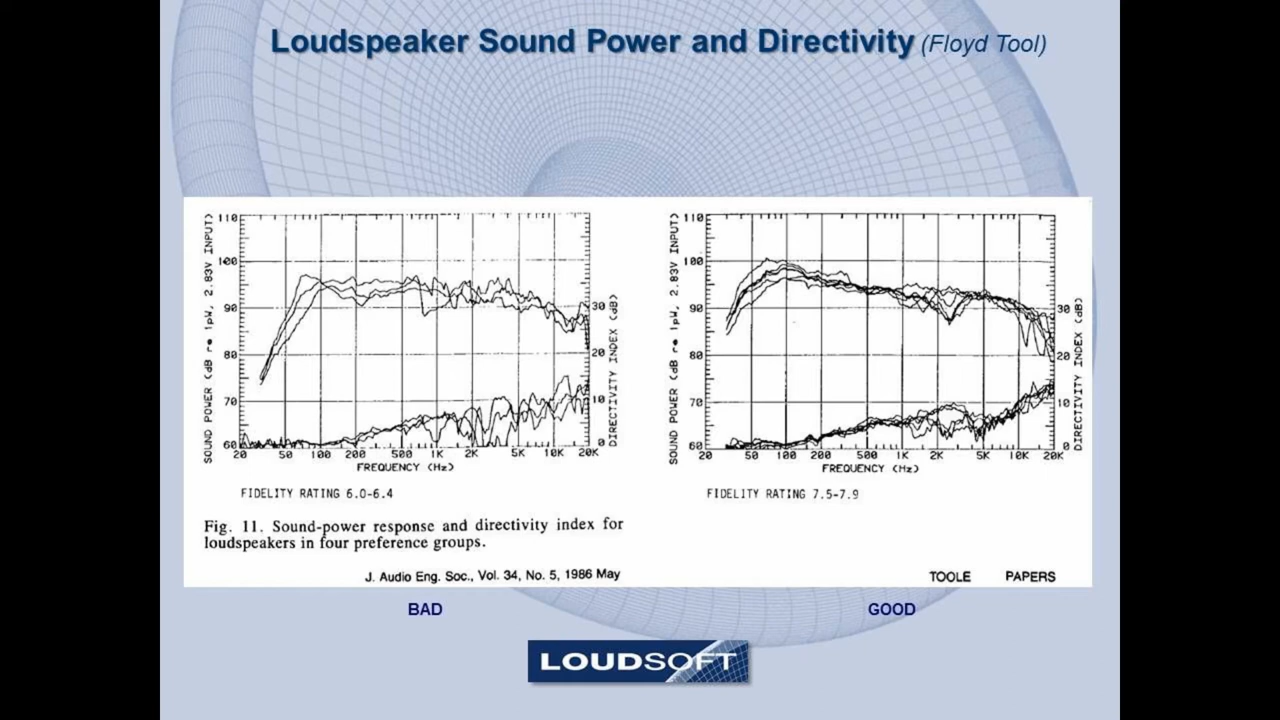 Loudspeaker Sound Power and Directivity (Floyd Tool)
SOUND POWER (dB re 1pW, 2.83V INPUT)
110
100
90
80
70
60
30
20
10
0
DIRECTIVITY INDEX (dB)
20 50 100 200 500 1K 2K 5K 10K 20K
FREQUENCY (Hz)
FIDELITY RATING 6.0-6.4
SOUND POWER (dB re 1pW, 2.83V INPUT)
110
100
90
80
70
60
30
20
10
0
DIRECTIVITY INDEX (dB)
20 50 100 200 500 1K 2K 5K 10K 20K
FREQUENCY (Hz)
FIDELITY RATING 7.5-7.9
Fig. 11. Sound-power response and directivity index for
loudspeakers in four preference groups.
J. Audio Eng. Soc., Vol. 34, No. 5, 1986 May
TOOLE PAPERS
BAD
GOOD
LOUDSOFT